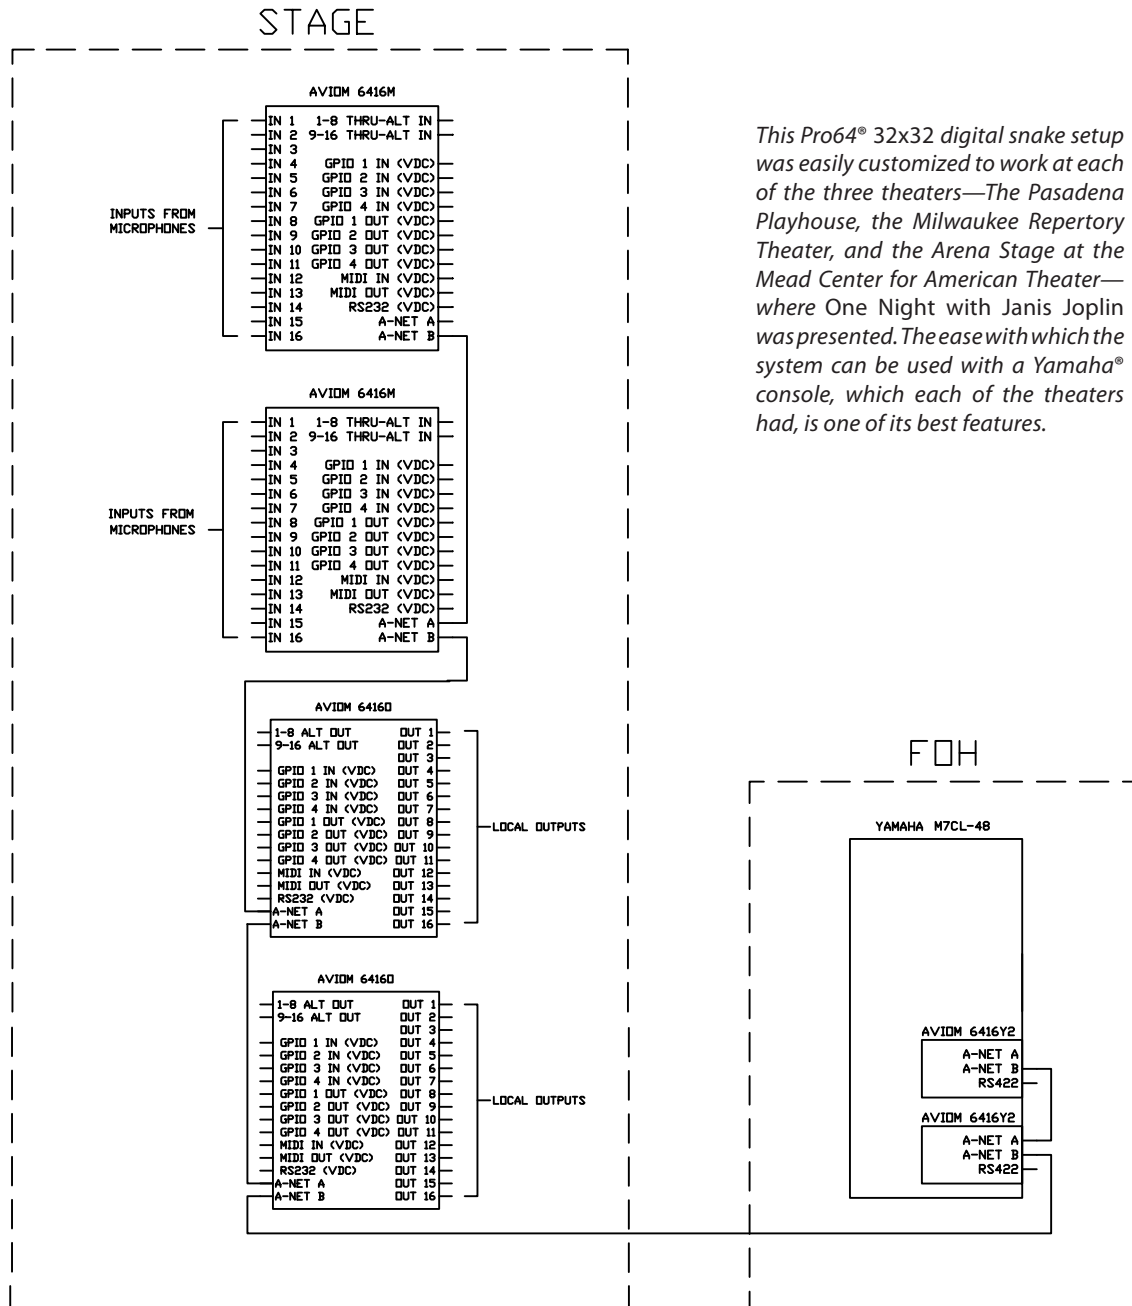 STAGE
AVIOM 6416M
IN 1 1-8 THRU-ALT IN
IN 2 9-16 THRU-ALT IN
IN 3
IN 4 GPIO 1 IN (VDC)
IN 5 GPIO 2 IN (VDC)
IN 6 GPIO 3 IN (VDC)
IN 7 GPIO 4 IN (VDC)
IN 8 GPIO 1 OUT (VDC)
IN 9 GPIO 2 OUT (VDC)
IN 10 GPIO 3 OUT (VDC)
IN 11 GPIO 4 OUT (VDC)
IN 12 MIDI IN (VDC)
IN 13 MIDI OUT (VDC)
IN 14 RS232 (VDC)
IN 15 A-NET A
IN 16 A-NET B
INPUTS FROM
MICROPHONES
This Pro64® 32x32 digital snake setup
was easily customized to work at each
of the three theaters—The Pasadena
Playhouse, the Milwaukee Repertory
Theater, and the Arena Stage at the
Mead Center for American Theater—
where One Night with Janis Joplin
was presented. The ease with which the
system can be used with a Yamaha®
console, which each of the theaters
had, is one of its best features.
AVIOM 6416M
IN 1 1-8 THRU-ALT IN
IN 2 9-16 THRU-ALT IN
IN 3
IN 4 GPIO 1 IN (VDC)
IN 5 GPIO 2 IN (VDC)
IN 6 GPIO 3 IN (VDC)
IN 7 GPIO 4 IN (VDC)
IN 8 GPIO 1 OUT (VDC)
IN 9 GPIO 2 OUT (VDC)
IN 10 GPIO 3 OUT (VDC)
IN 11 GPIO 4 OUT (VDC)
IN 12 MIDI IN (VDC)
IN 13 MIDI OUT (VDC)
IN 14 RS232 (VDC)
IN 15 A-NET A
IN 16 A-NET B
INPUTS FROM
MICROPHONES
AVIOM 6416O
1-8 ALT OUT OUT 1
9-16 ALT OUT OUT 2
OUT 3
GPIO 1 IN (VDC) OUT 4
GPIO 2 IN (VDC) OUT 5
GPIO 3 IN (VDC) OUT 6
GPIO 4 IN (VDC) OUT 7
GPIO 1 OUT (VDC) OUT 8
GPIO 2 OUT (VDC) OUT 9
GPIO 3 OUT (VDC) OUT 10
GPIO 4 OUT (VDC) OUT 11
MIDI IN (VDC) OUT 12
MIDI OUT (VDC) OUT 13
RS232 (VDC) OUT 14
A-NET A OUT 15
A-NET B OUT 16
LOCAL OUTPUTS
AVIOM 6416O
1-8 ALT OUT OUT 1
9-16 ALT OUT OUT 2
OUT 3
GPIO 1 IN (VDC) OUT 4
GPIO 2 IN (VDC) OUT 5
GPIO 3 IN (VDC) OUT 6
GPIO 4 IN (VDC) OUT 7
GPIO 1 OUT (VDC) OUT 8
GPIO 2 OUT (VDC) OUT 9
GPIO 3 OUT (VDC) OUT 10
GPIO 4 OUT (VDC) OUT 11
MIDI IN (VDC) OUT 12
MIDI OUT (VDC) OUT 13
RS232 (VDC) OUT 14
A-NET A OUT 15
A-NET B OUT 16
LOCAL OUTPUTS
FOH
YAMAHA M7CL-48
AVIOM 6416Y2
A-NET A
A-NET B
RS422
AVIOM 6416Y2
A-NET A
A-NET B
RS422